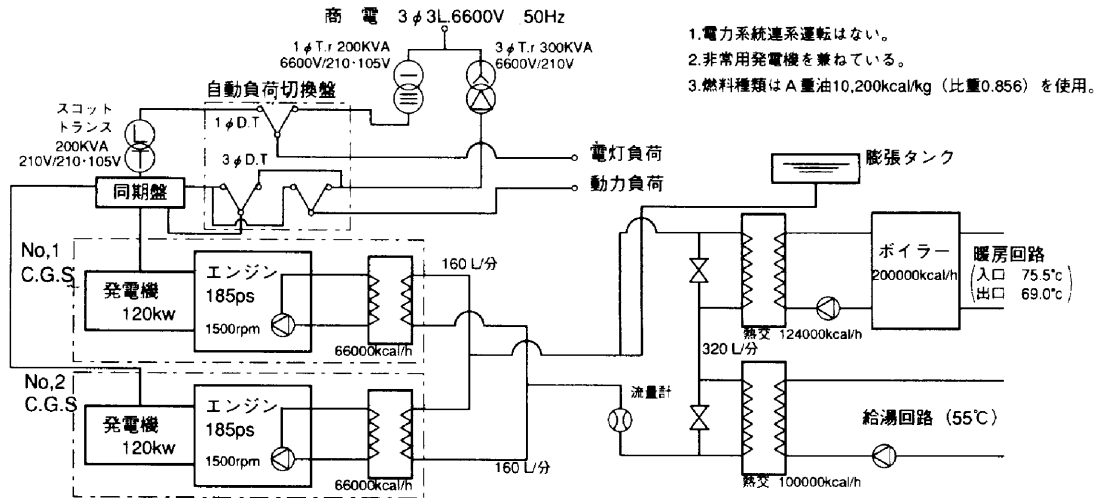 商 電 3φ3L.6600V 50Hz
1φT.r 200KVA
6600V/210・105V
3φT.r 300KVA
6600V/210V
1.電力系統連系運転はない。
2.非常用発電機を兼ねている。
3.燃料種類はA重油10,200kcal/kg（比重0.856）を使用。
自動負荷切換盤
スコット
トランス
200KVA
210V/210・105V
L
T
1φD.T
3φD.T
同期盤
電灯負荷
動力負荷
膨張タンク
No,1
C.G.S
発電機
120kw
エンジン
185ps
1500rpm
66000kcal/h
160 L/分
ボイラー
200000kcal/h
暖房回路
（入口 75.5℃
出口 69.0℃）
熱交 124000kcal/h
320 L/分
No,2
C.G.S
発電機
120kw
エンジン
185ps
1500rpm
66000kcal/h
160 L/分
流量計
給湯回路（55℃）
熱交 100000kcal/h